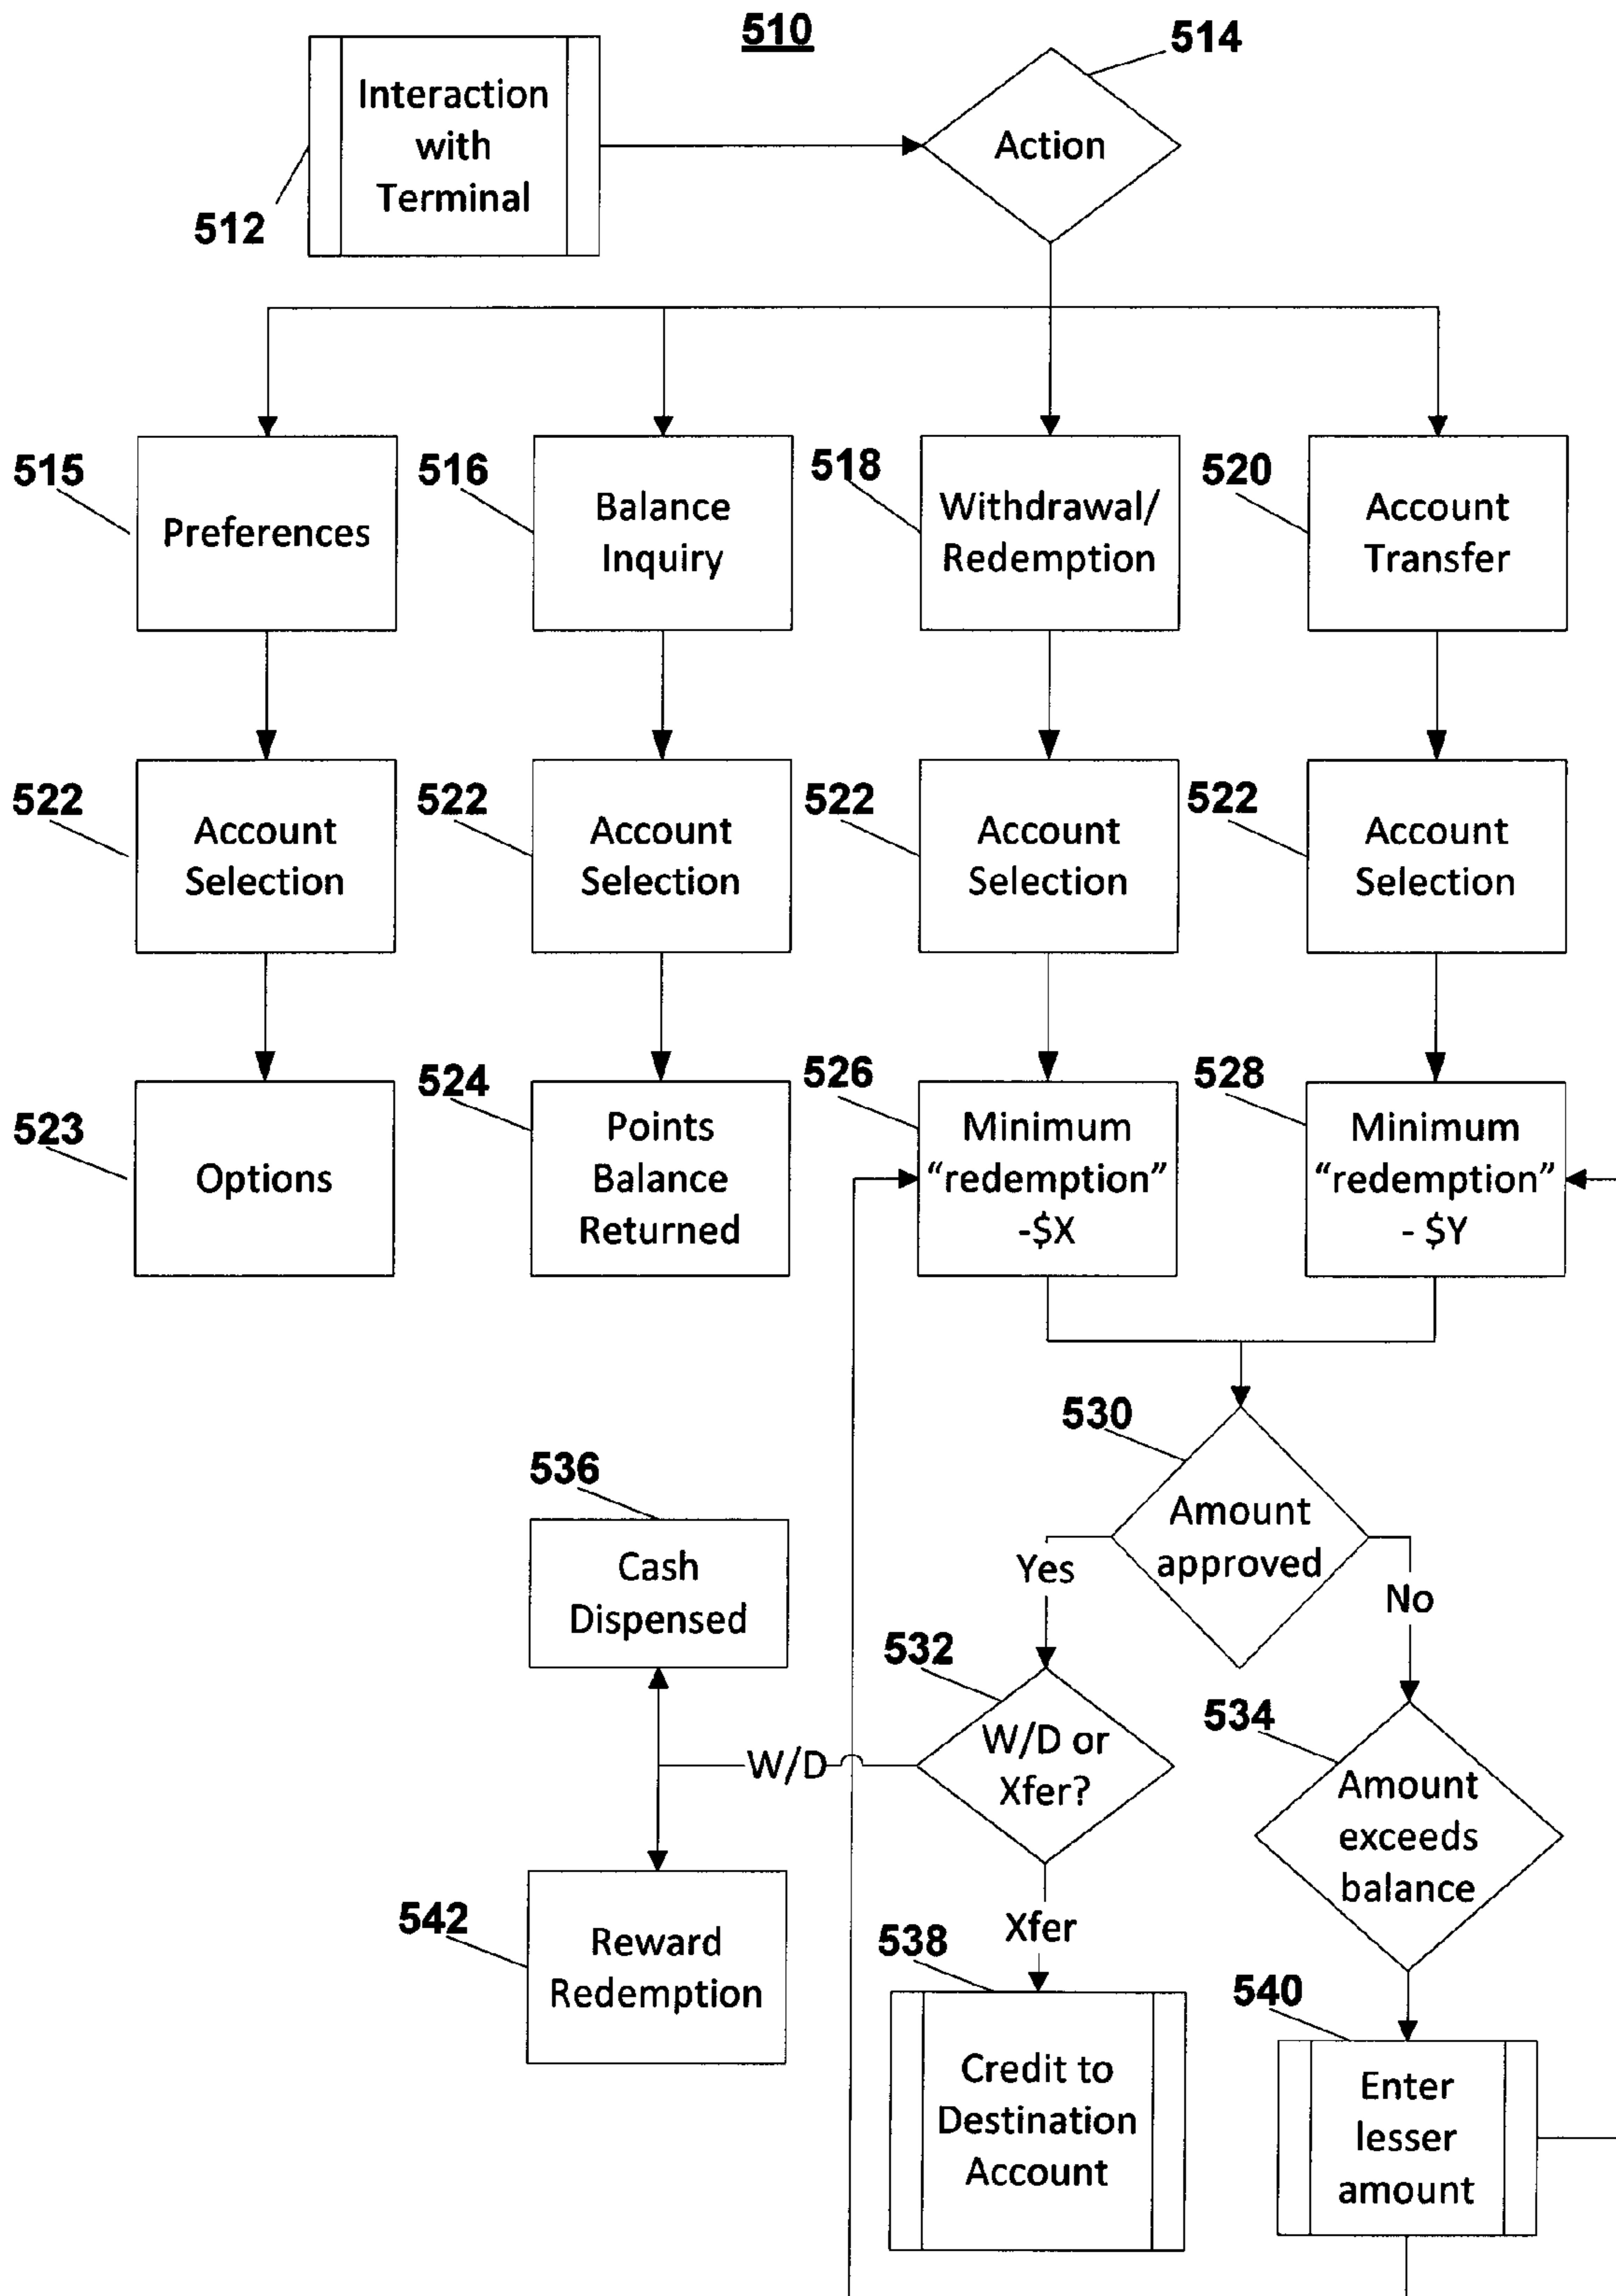 510
514
Interaction
with
Terminal
Action
512
515
516
518
520
Preferences
Balance
Inquiry
Withdrawal/
Redemption
Account
Transfer
522
522
522
522
Account
Selection
Account
Selection
Account
Selection
Account
Selection
523
524
526
528
Options
Points
Balance
Returned
Minimum
“redemption”
-$X
Minimum
“redemption”
- $Y
530
Amount
approved
Yes
No
536
Cash
Dispensed
532
W/D or
Xfer?
W/D
534
Amount
exceeds
balance
542
Reward
Redemption
Xfer
538
Credit to
Destination
Account
540
Enter
lesser
amount